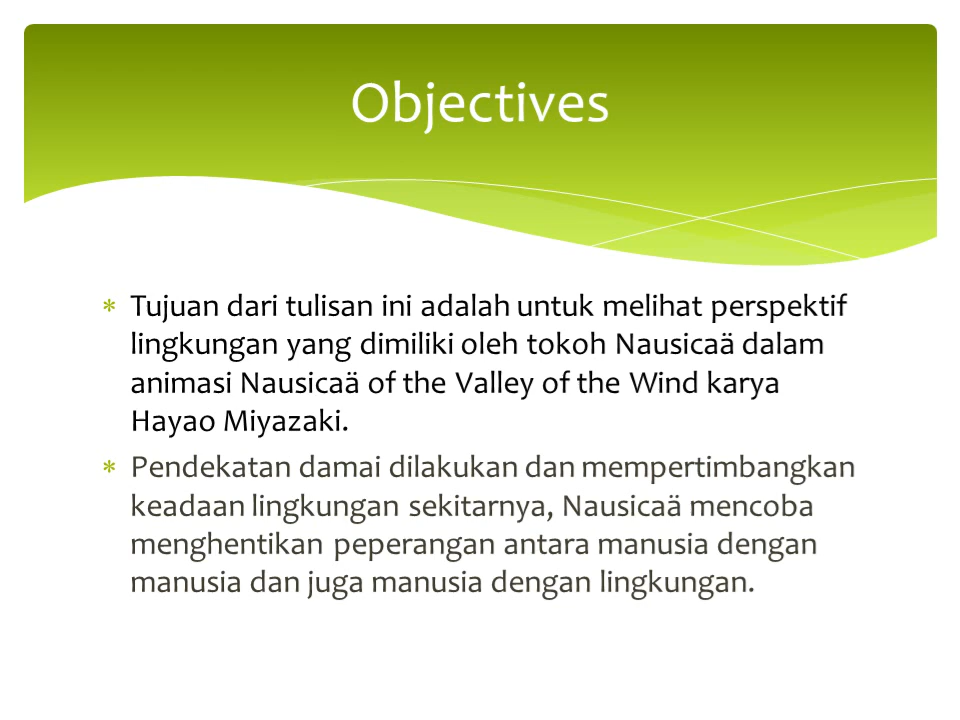 Objectives
Tujuan dari tulisan ini adalah untuk melihat perspektif
lingkungan yang dimiliki oleh tokoh Nausicaä dalam
animasi Nausicaä of the Valley of the Wind karya
Hayao Miyazaki.
Pendekatan damai dilakukan dan mempertimbangkan
keadaan lingkungan sekitarnya, Nausicaä mencoba
menghentikan peperangan antara manusia dengan
manusia dan juga manusia dengan lingkungan.